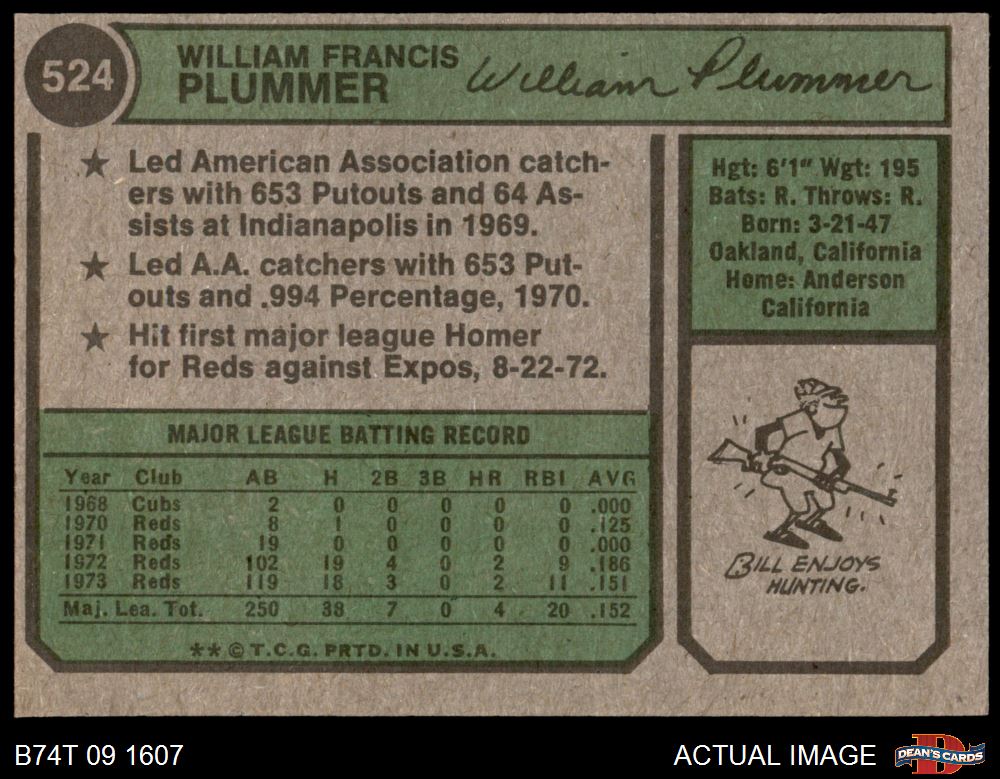 524
WILLIAM FRANCIS
PLUMMER
William Plummer
★ Led American Association catch-
ers with 653 Putouts and 64 As-
sists at Indianapolis in 1969.
★ Led A.A. catchers with 653 Put-
outs and .994 Percentage, 1970.
★ Hit first major league Homer
for Reds against Expos, 8-22-72.
Hgt: 6'1" Wgt: 195
Bats: R. Throws: R.
Born: 3-21-47
Oakland, California
Home: Anderson
California
MAJOR LEAGUE BATTING RECORD
Year Club AB H 2B 3B HR RBI AVG
1968 Cubs 2 0 0 0 0 0 .000
1970 Reds 8 1 0 0 0 0 .125
1971 Reds 19 0 0 0 0 0 .000
1972 Reds 102 19 4 0 2 9 .186
1973 Reds 119 18 3 0 2 11 .151
Maj. Lea. Tot. 250 38 7 0 4 20 .152
**© T.C.G. PRTD. IN U.S.A.
BILL ENJOYS
HUNTING.
B74T 09 1607
ACTUAL IMAGE
DEAN'S CARDS